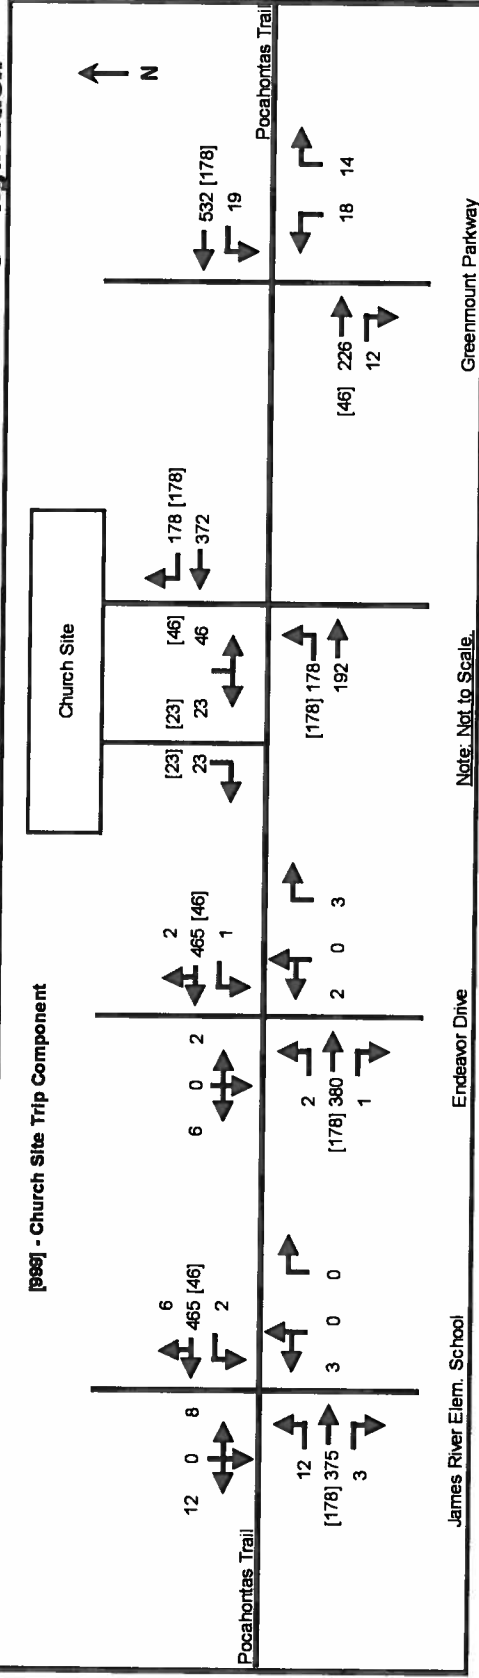 N
[999] - Church Site Trip Component
Church Site
Pocahontas Trail
12 0 8
6
465 [46]
2
12
[178] 375
3
3 0 0
James River Elem. School
6 0 2
2
465 [46]
1
2
[178] 380
1
2 0 3
Endeavor Drive
[23]
23
[23] [46]
23 46
178 [178]
372
[178] 178
192
Note: Not to Scale.
532 [178]
19
[46] 226
12
18 14
Greenmount Parkway
Pocahontas Trail